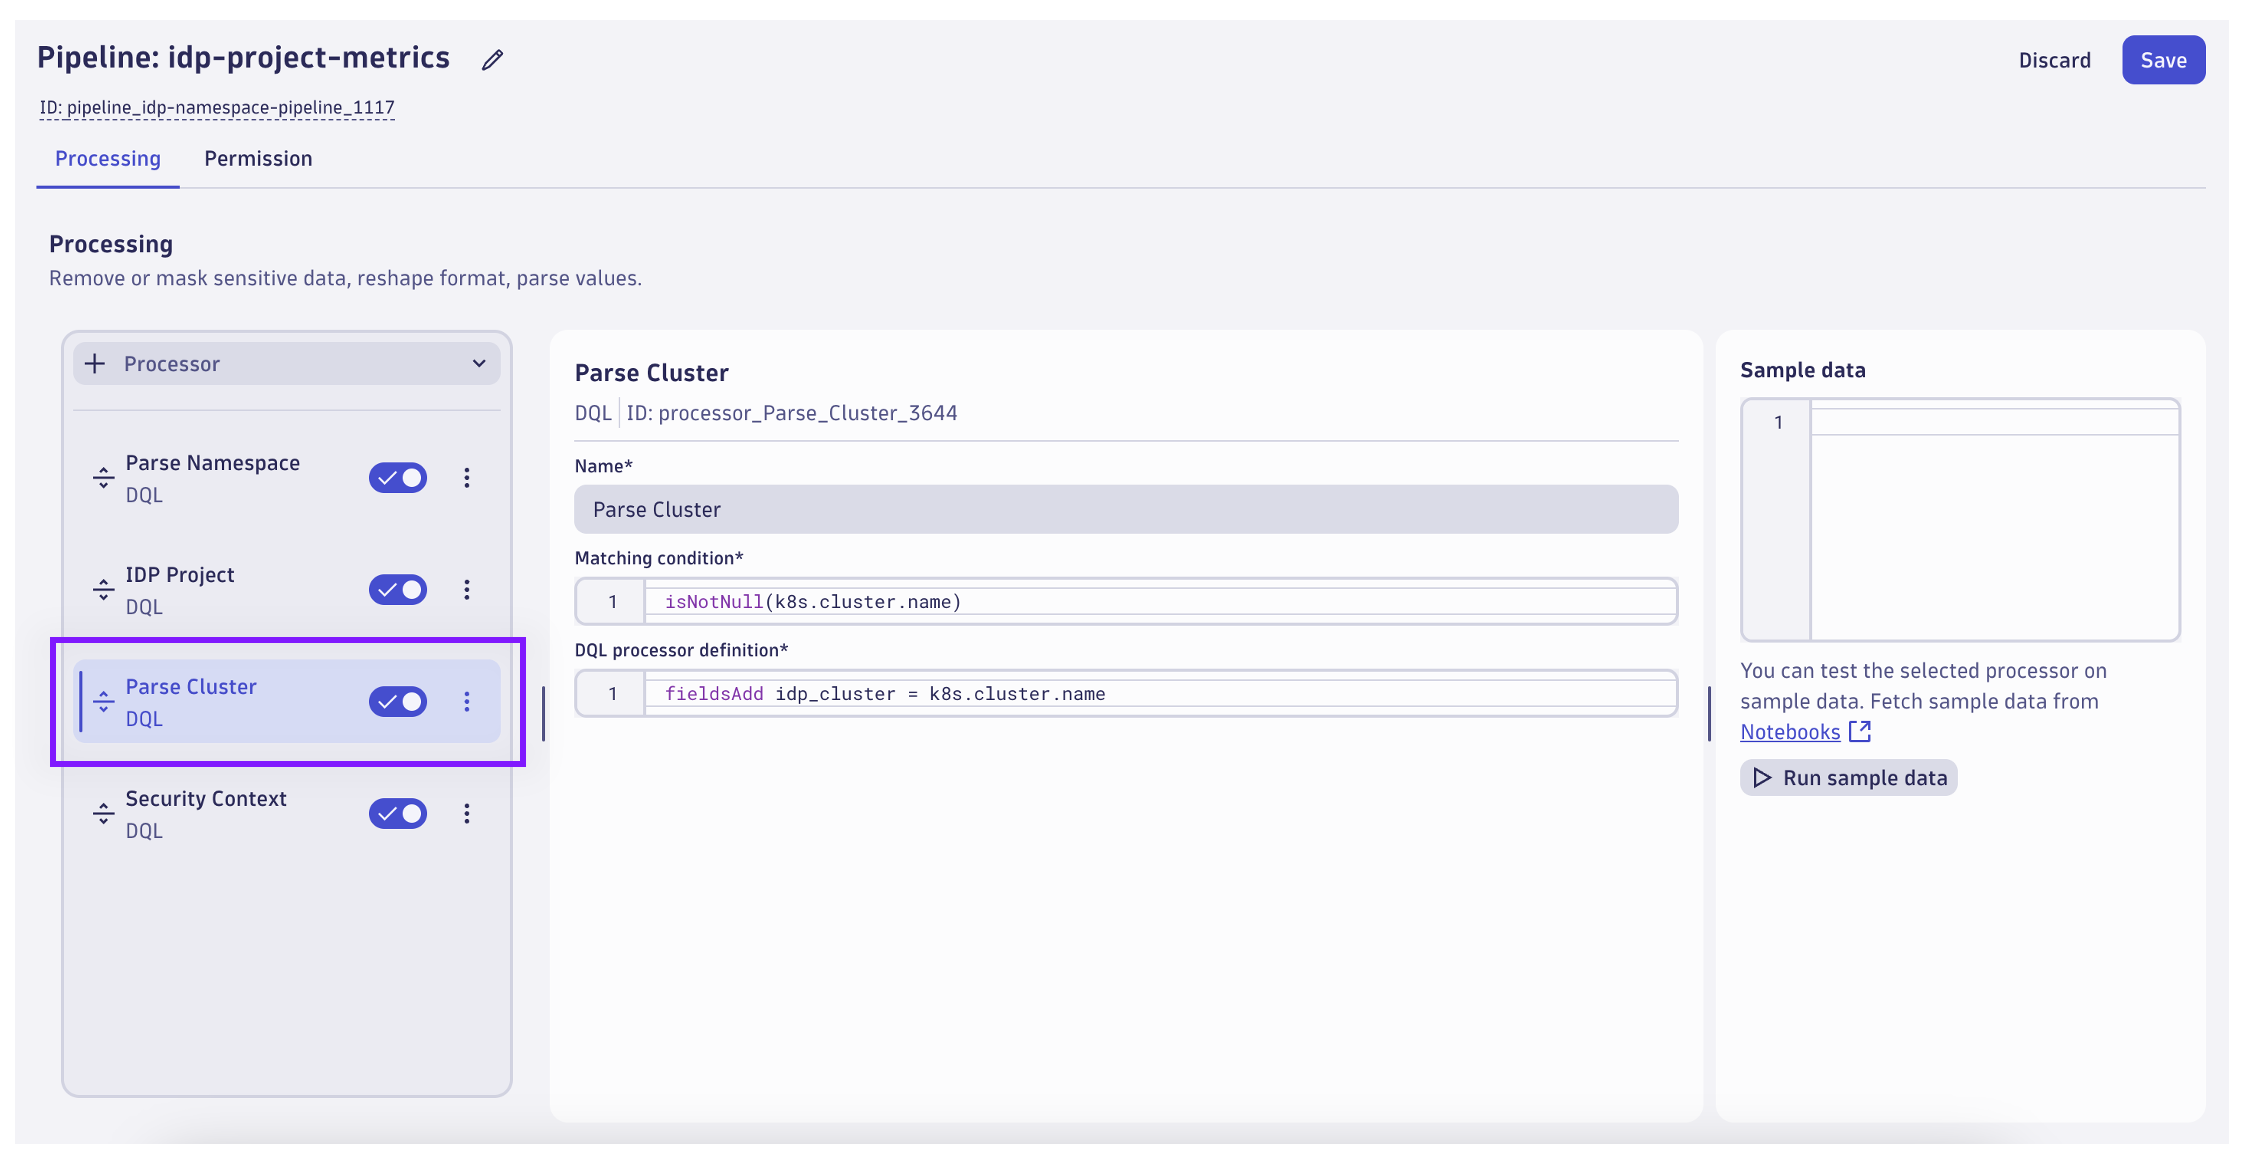 Pipeline: idp-project-metrics
Discard
Save
ID: pipeline_idp-namespace-pipeline_1117
Processing
Permission
Processing
Remove or mask sensitive data, reshape format, parse values.
Processor
Parse Namespace
DQL
IDP Project
DQL
Parse Cluster
DQL
Security Context
DQL
Parse Cluster
DQL | ID: processor_Parse_Cluster_3644
Name*
Parse Cluster
Matching condition*
1 isNotNull(k8s.cluster.name)
DQL processor definition*
1 fieldsAdd idp_cluster = k8s.cluster.name
Sample data
1
You can test the selected processor on
sample data. Fetch sample data from
Notebooks
Run sample data